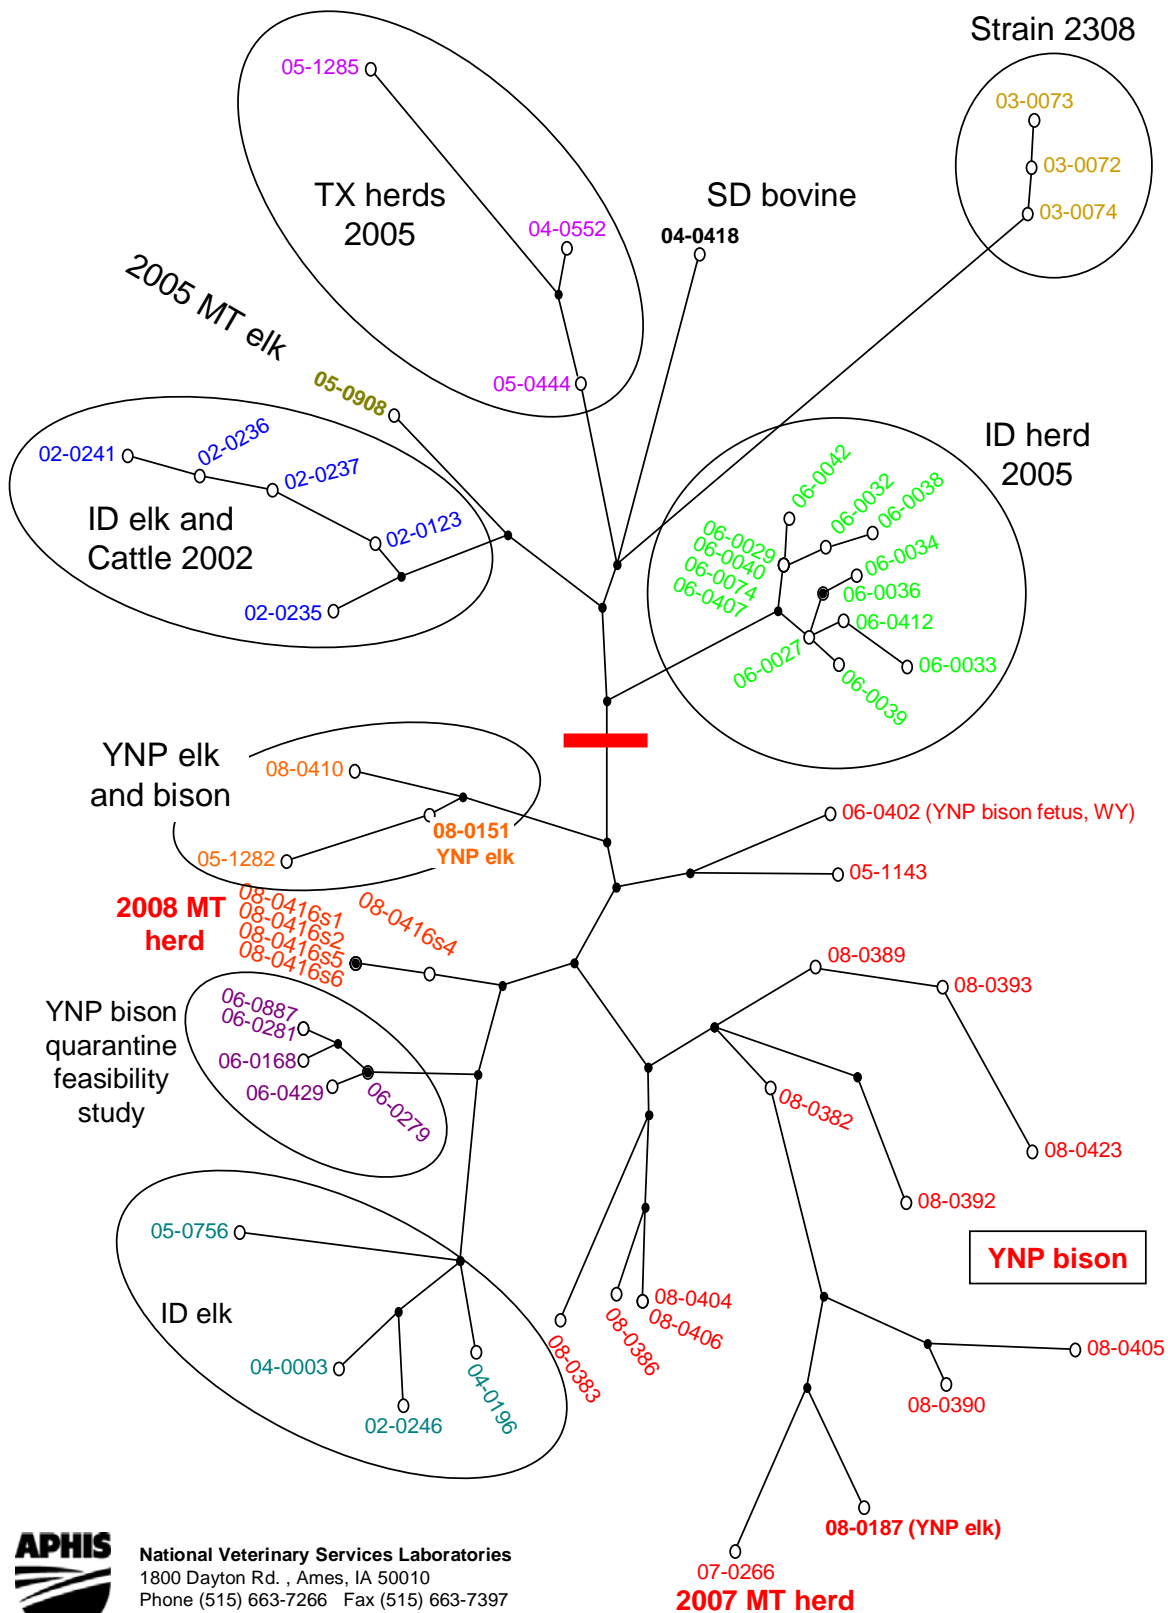 Strain 2308
03-0073
03-0072
03-0074
05-1285
TX herds
2005
04-0552
05-0444
SD bovine
04-0418
2005 MT elk
05-0908
02-0241
02-0236
02-0237
02-0123
02-0235
ID elk and
Cattle 2002
ID herd
2005
06-0042
06-0032
06-0038
06-0029
06-0040
06-0074
06-0407
06-0034
06-0036
06-0412
06-0027
06-0033
06-0039
YNP elk
and bison
08-0410
08-0151
YNP elk
05-1282
06-0402 (YNP bison fetus, WY)
05-1143
2008 MT
herd
08-0416s1
08-0416s2
08-0416s5
08-0416s6
08-0416s4
08-0389
08-0393
YNP bison
quarantine
feasibility
study
06-0887
06-0281
06-0168
06-0429
06-0279
08-0382
08-0423
08-0392
05-0756
ID elk
04-0003
02-0246
04-0196
YNP bison
08-0383
08-0386
08-0404
08-0406
08-0405
08-0390
08-0187 (YNP elk)
07-0266
2007 MT herd
APHIS
National Veterinary Services Laboratories
1800 Dayton Rd. , Ames, IA 50010
Phone (515) 663-7266 Fax (515) 663-7397